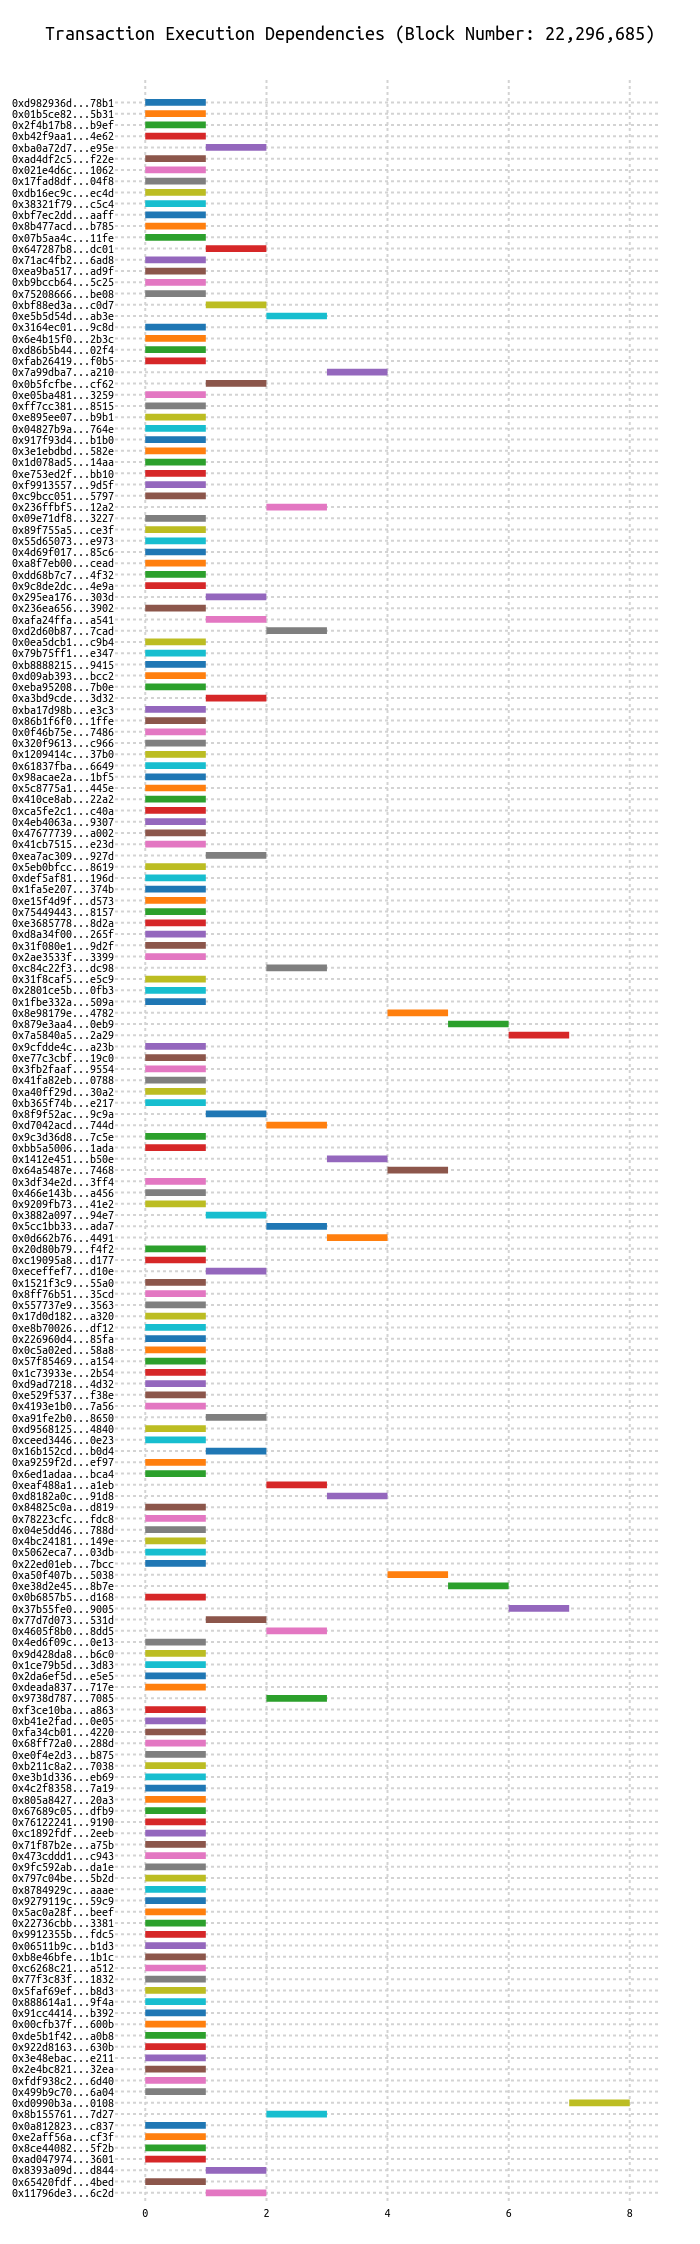 Transaction Execution Dependencies (Block Number: 22,296,685)
0xd982936d...78b1
0x01b5ce82...5b31
0x2f4b17b8...b9ef
0xb42f9aa1...4e62
0xba0a72d7...e95e
0xad4df2c5...f22e
0x021e4d6c...1062
0x17fad8df...04f8
0xdb16ec9c...ec4d
0x38321f79...c5c4
0xbf7ec2dd...aaff
0x8b477acd...b785
0x07b5aa4c...11fe
0x647287b8...dc01
0x71ac4fb2...6ad8
0xea9ba517...ad9f
0xb9bccb64...5c25
0x75208666...be08
0xbf88ed3a...c0d7
0xe5b5d54d...ab3e
0x3164ec01...9c8d
0x6e4b15f0...2b3c
0xd86b5b44...02f4
0xfab26419...f0b5
0x7a99dba7...a210
0x0b5fcfbe...cf62
0xe05ba481...3259
0xff7cc381...8515
0xe895ee07...b9b1
0x04827b9a...764e
0x917f93d4...b1b0
0x3e1ebdbd...582e
0x1d078ad5...14aa
0xe753ed2f...bb10
0xf9913557...9d5f
0xc9bcc051...5797
0x236ffbf5...12a2
0x09e71df8...3227
0x89f755a5...ce3f
0x55d65073...e973
0x4d69f017...85c6
0xa8f7eb00...cead
0xdd68b7c7...4f32
0x9c8de2dc...4e9a
0x295ea176...303d
0x236ea656...3902
0xafa24ffa...a541
0xd2d60b87...7cad
0x0ea5dcb1...c9b4
0x79b75ff1...e347
0xb8888215...9415
0xd09ab393...bcc2
0xeba95208...7b0e
0xa3bd9cde...3d32
0xba17d98b...e3c3
0x86b1f6f0...1ffe
0x0f46b75e...7486
0x320f9613...c966
0x1209414c...37b0
0x61837fba...6649
0x98acae2a...1bf5
0x5c8775a1...445e
0x410ce8ab...22a2
0xca5fe2c1...c40a
0x4eb4063a...9307
0x47677739...a002
0x41cb7515...e23d
0xea7ac309...927d
0x5eb0bfcc...8619
0xdef5af81...196d
0x1fa5e207...374b
0xe15f4d9f...d573
0x75449443...8157
0xe3685778...8d2a
0xd8a34f00...265f
0x31f080e1...9d2f
0x2ae3533f...3399
0xc84c22f3...dc98
0x31f8caf5...e5c9
0x2801ce5b...0fb3
0x1fbe332a...509a
0x8e98179e...4782
0x879e3aa4...0eb9
0x7a5840a5...2a29
0x9cfdde4c...a23b
0xe77c3cbf...19c0
0x3fb2faaf...9554
0x41fa82eb...0788
0xa40ff29d...30a2
0xb365f74b...e217
0x8f9f52ac...9c9a
0xd7042acd...744d
0x9c3d36d8...7c5e
0xbb5a5006...1ada
0x1412e451...b50e
0x64a5487e...7468
0x3df34e2d...3ff4
0x466e143b...a456
0x9209fb73...41e2
0x3882a097...94e7
0x5cc1bb33...ada7
0x0d662b76...4491
0x20d80b79...f4f2
0xc19095a8...d177
0xeceffef7...d10e
0x1521f3c9...55a0
0x8ff76b51...35cd
0x557737e9...3563
0x17d0d182...a320
0xe8b70026...df12
0x226960d4...85fa
0x0c5a02ed...58a8
0x57f85469...a154
0x1c73933e...2b54
0xd9ad7218...4d32
0xe529f537...f38e
0x4193e1b0...7a56
0xa91fe2b0...8650
0xd9568125...4840
0xceed3446...0e23
0x16b152cd...b0d4
0xa9259f2d...ef97
0x6ed1adaa...bca4
0xeaf488a1...a1eb
0xd8182a0c...91d8
0x84825c0a...d819
0x78223cfc...fdc8
0x04e5dd46...788d
0x4bc24181...149e
0x5062eca7...03db
0x22ed01eb...7bcc
0xa50f407b...5038
0xe38d2e45...8b7e
0x0b6857b5...d168
0x37b55fe0...9005
0x77d7d073...531d
0x4605f8b0...8dd5
0x4ed6f09c...0e13
0x9d428da8...b6c0
0x1ce79b5d...3d83
0x2da6ef5d...e5e5
0xdeada837...717e
0x9738d787...7085
0xf3ce10ba...a863
0xb41e2fad...0e05
0xfa34cb01...4220
0x68ff72a0...288d
0xe0f4e2d3...b875
0xb211c8a2...7038
0xe3b1d336...eb69
0x4c2f8358...7a19
0x805a8427...20a3
0x67689c05...dfb9
0x76122241...9190
0xc1892fdf...2eeb
0x71f87b2e...a75b
0x473cddd1...c943
0x9fc592ab...da1e
0x797c04be...5b2d
0x8784929c...aaae
0x9279119c...59c9
0x5ac0a28f...beef
0x22736cbb...3381
0x9912355b...fdc5
0x06511b9c...b1d3
0xb8e46bfe...1b1c
0xc6268c21...a512
0x77f3c83f...1832
0x5faf69ef...b8d3
0x888614a1...9f4a
0x91cc4414...b392
0x00cfb37f...600b
0xde5b1f42...a0b8
0x922d8163...630b
0x3e48ebac...e211
0x2e4bc821...32ea
0xfdf938c2...6d40
0x499b9c70...6a04
0xd0990b3a...0108
0x8b155761...7d27
0x0a812823...c837
0xe2aff56a...cf3f
0x8ce44082...5f2b
0xad047974...3601
0x8393a09d...d844
0x65420fdf...4bed
0x11796de3...6c2d
0 2 4 6 8